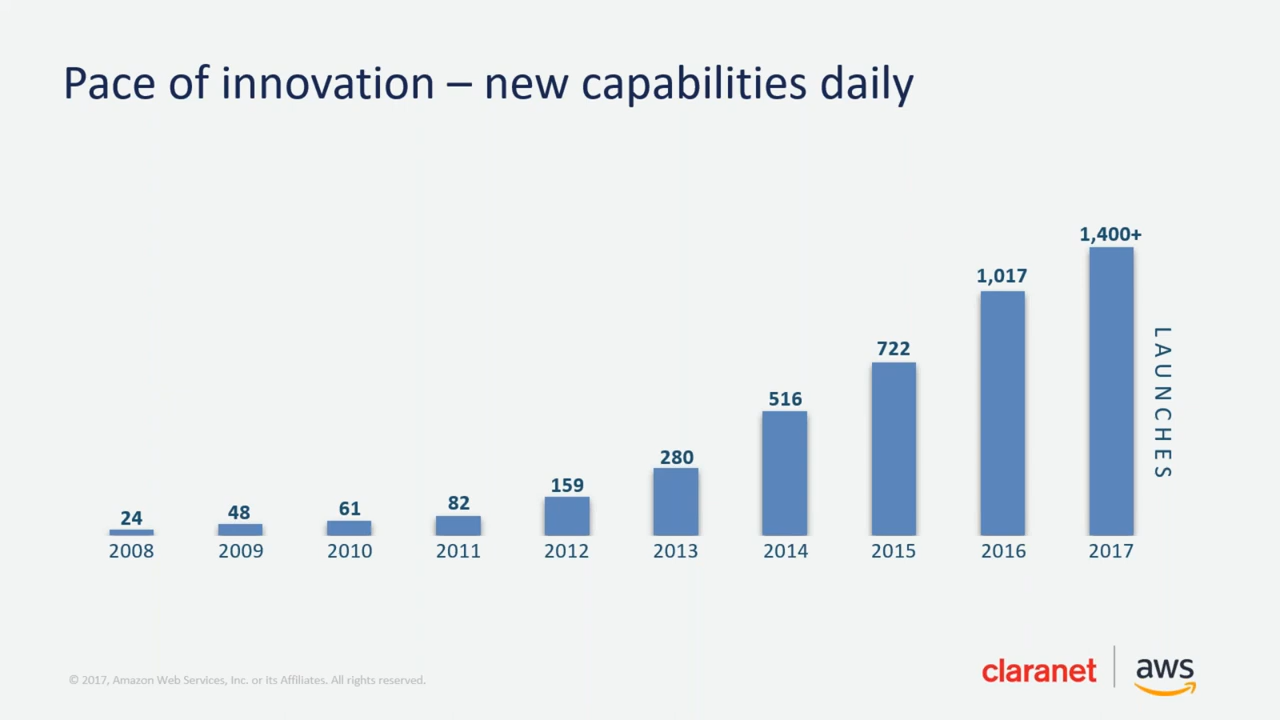 Pace of innovation – new capabilities daily
1,400+
1,017
722
516
280
159
82
61
48
24
LAUNCHES
2008 2009 2010 2011 2012 2013 2014 2015 2016 2017
© 2017, Amazon Web Services, Inc. or its Affiliates. All rights reserved.
claranet
aws